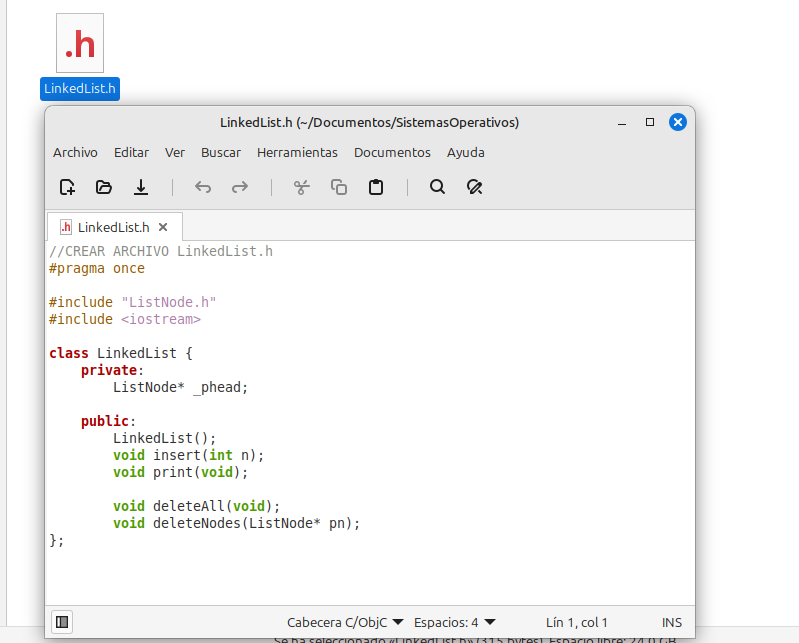 .h
LinkedList.h
LinkedList.h (~/Documentos/SistemasOperativos)
Archivo Editar Ver Buscar Herramientas Documentos Ayuda
.h LinkedList.h
//CREAR ARCHIVO LinkedList.h
#pragma once
#include "ListNode.h"
#include <iostream>
class LinkedList {
private:
ListNode* _phead;
public:
LinkedList();
void insert(int n);
void print(void);
void deleteAll(void);
void deleteNodes(ListNode* pn);
};
Cabecera C/ObjC Espacios: 4 Lín 1, col 1 INS
Se ha seleccionado «LinkedList.h» (315 bytes), Espacio libre: 24,0 GB